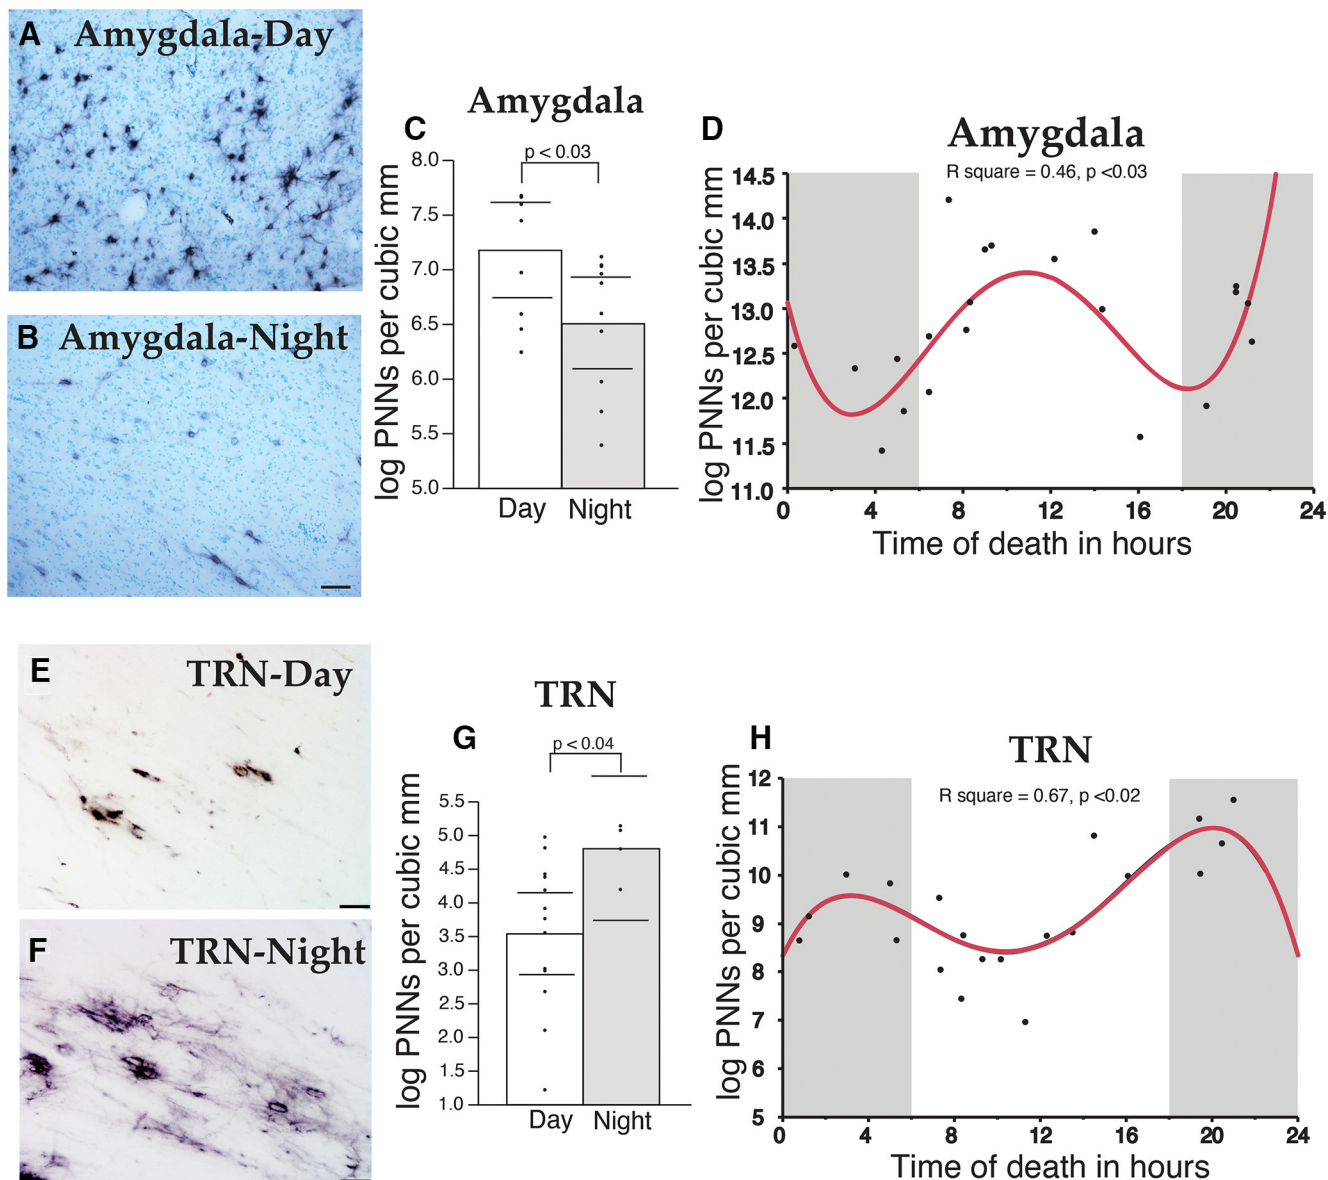 A Amygdala-Day
B Amygdala-Night
C Amygdala
p < 0.03
log PNNs per cubic mm
8.0
7.5
7.0
6.5
6.0
5.5
5.0
Day Night
D Amygdala
R square = 0.46, p <0.03
log PNNs per cubic mm
14.5
14.0
13.5
13.0
12.5
12.0
11.5
11.0
0 4 8 12 16 20 24
Time of death in hours
E TRN-Day
F TRN-Night
G TRN
p < 0.04
log PNNs per cubic mm
5.5
5.0
4.5
4.0
3.5
3.0
2.5
2.0
1.5
1.0
Day Night
H TRN
R square = 0.67, p <0.02
log PNNs per cubic mm
12
11
10
9
8
7
6
5
0 4 8 12 16 20 24
Time of death in hours